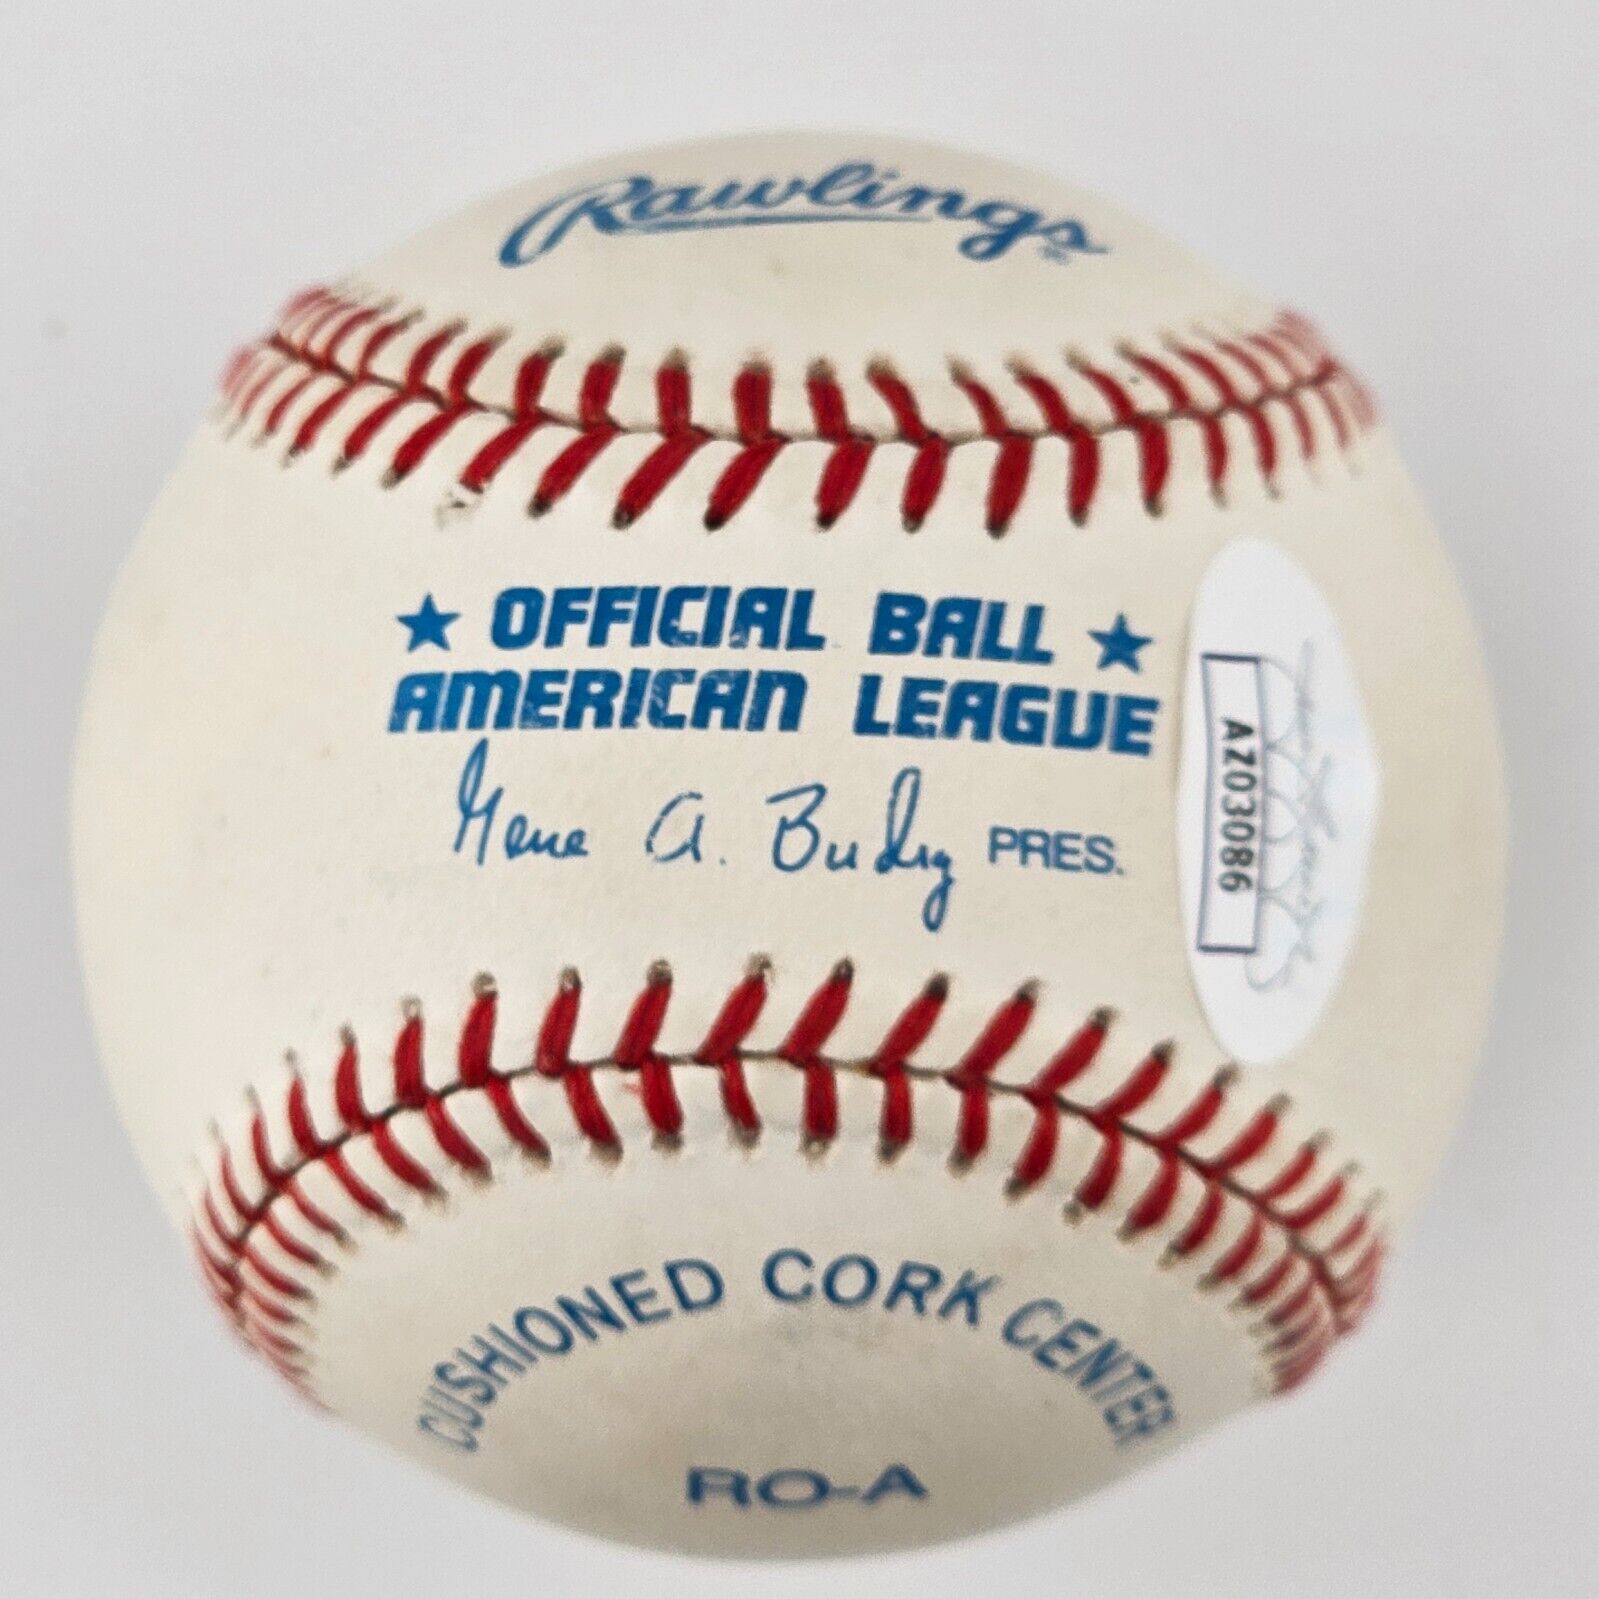 Rawlings
★ OFFICIAL BALL ★
AMERICAN LEAGUE
Gene A. Budig PRES.
AZ03086
CUSHIONED CORK CENTER
RO-A